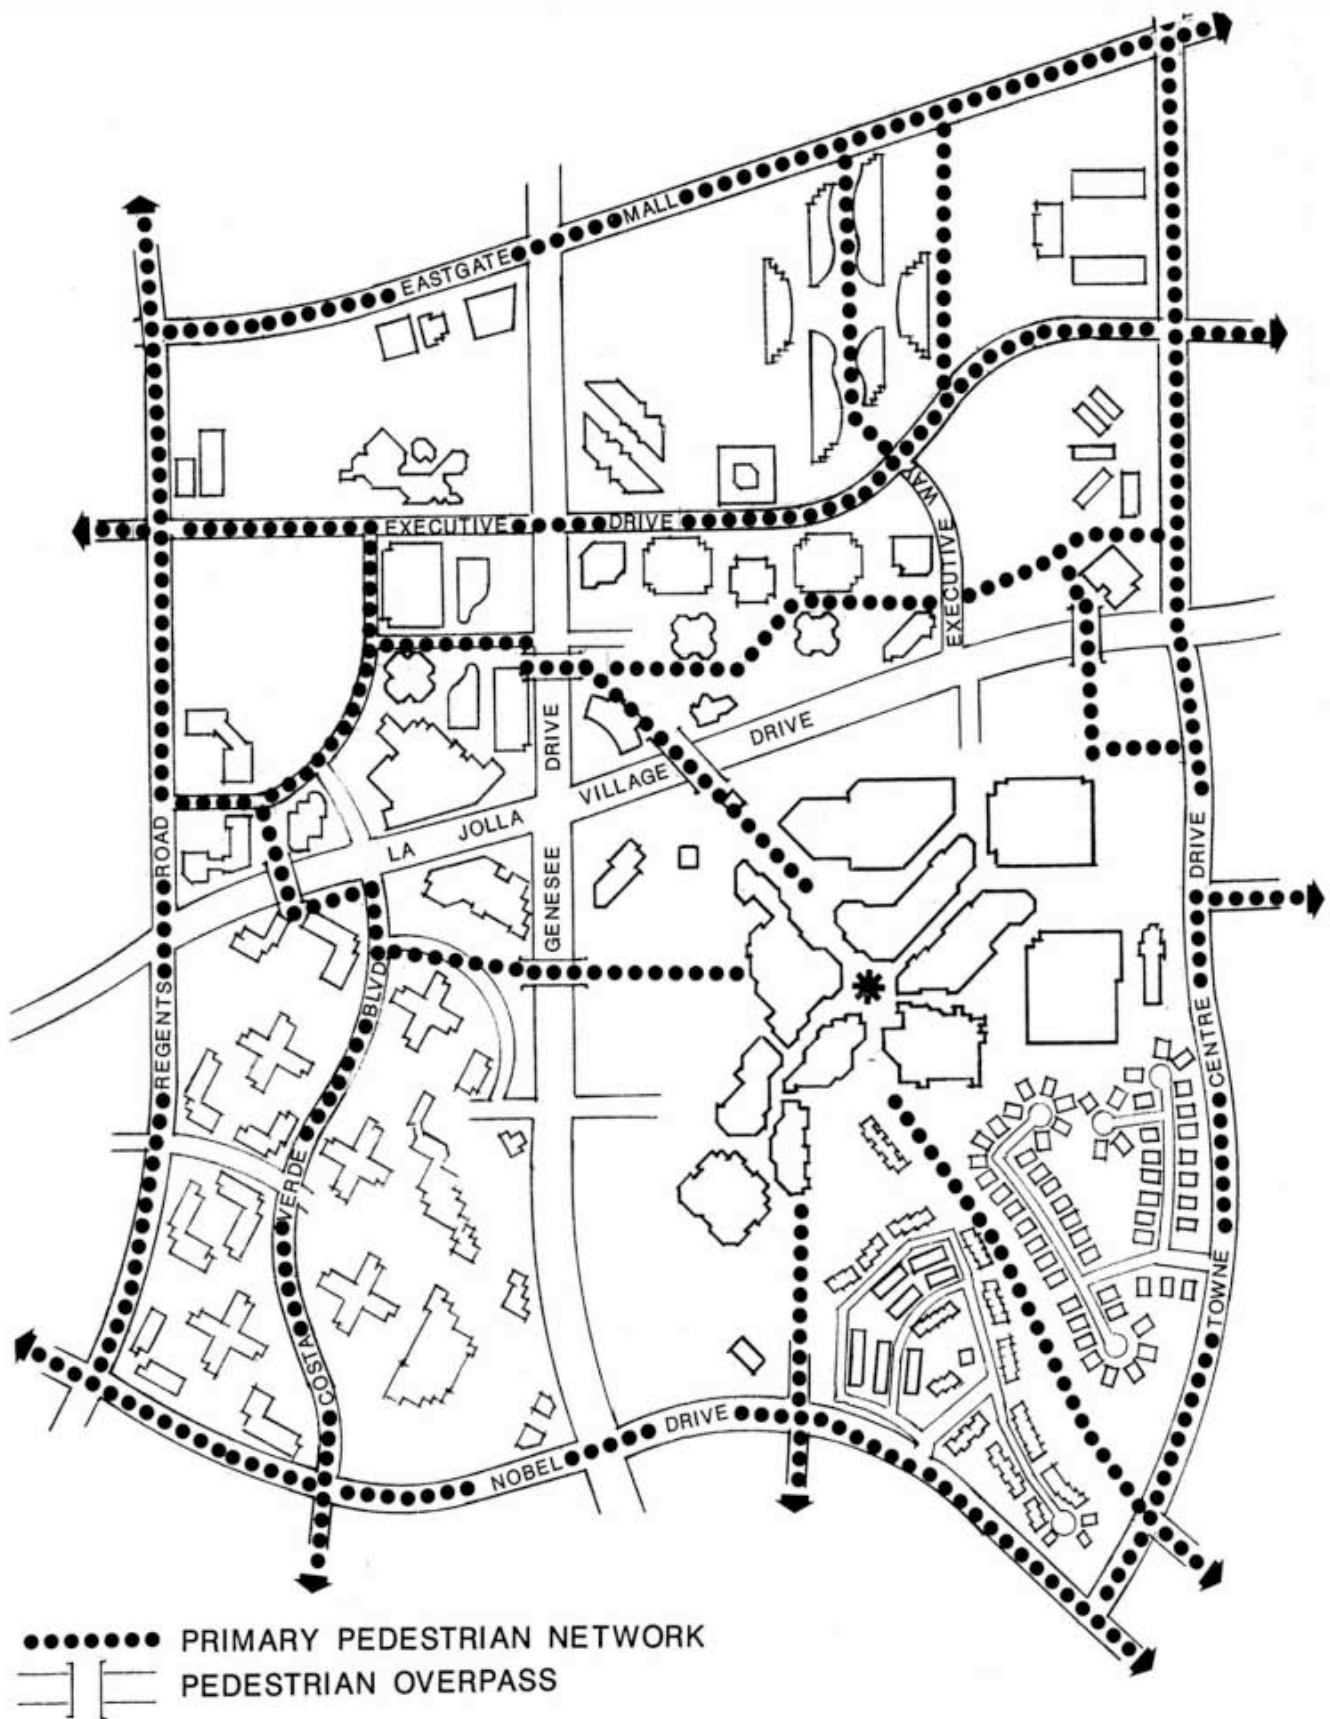 EASTGATE MALL
EXECUTIVE DRIVE
EXECUTIVE WAY
LA JOLLA VILLAGE DRIVE
GENESEE DRIVE
REGENTS ROAD
COSTA VERDE BLVD
TOWNE CENTRE DRIVE
NOBEL DRIVE
PRIMARY PEDESTRIAN NETWORK
PEDESTRIAN OVERPASS